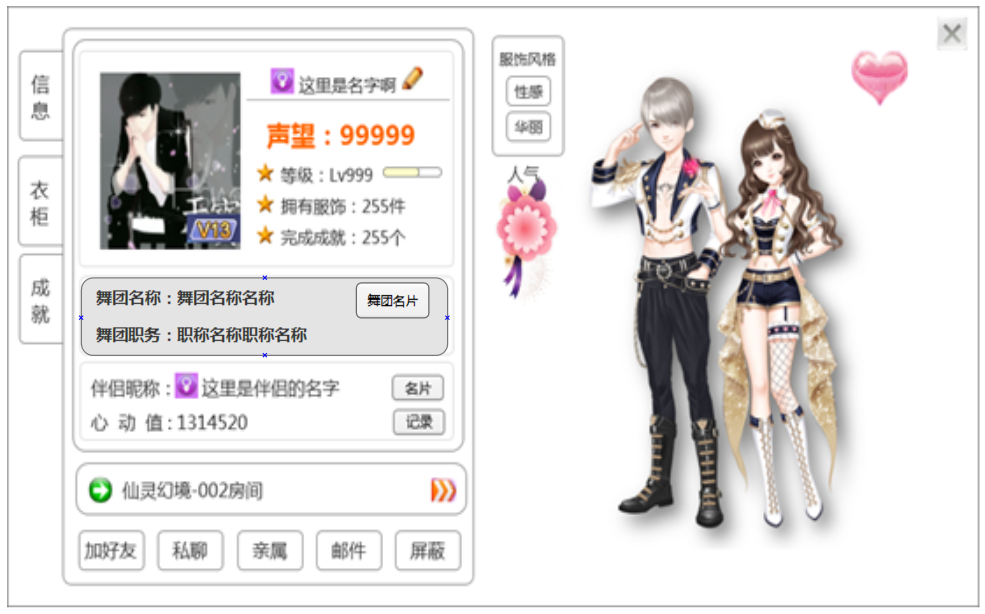 信息
衣柜
成就
这里是名字啊
声望：99999
等级：Lv999
拥有服饰：255件
完成成就：255个
V13
舞团名称：舞团名称名称
舞团名片
舞团职务：职称名称职称名称
伴侣昵称：这里是伴侣的名字
名片
心 动 值：1314520
记录
仙灵幻境-002房间
加好友
私聊
亲属
邮件
屏蔽
服饰风格
性感
华丽
人气